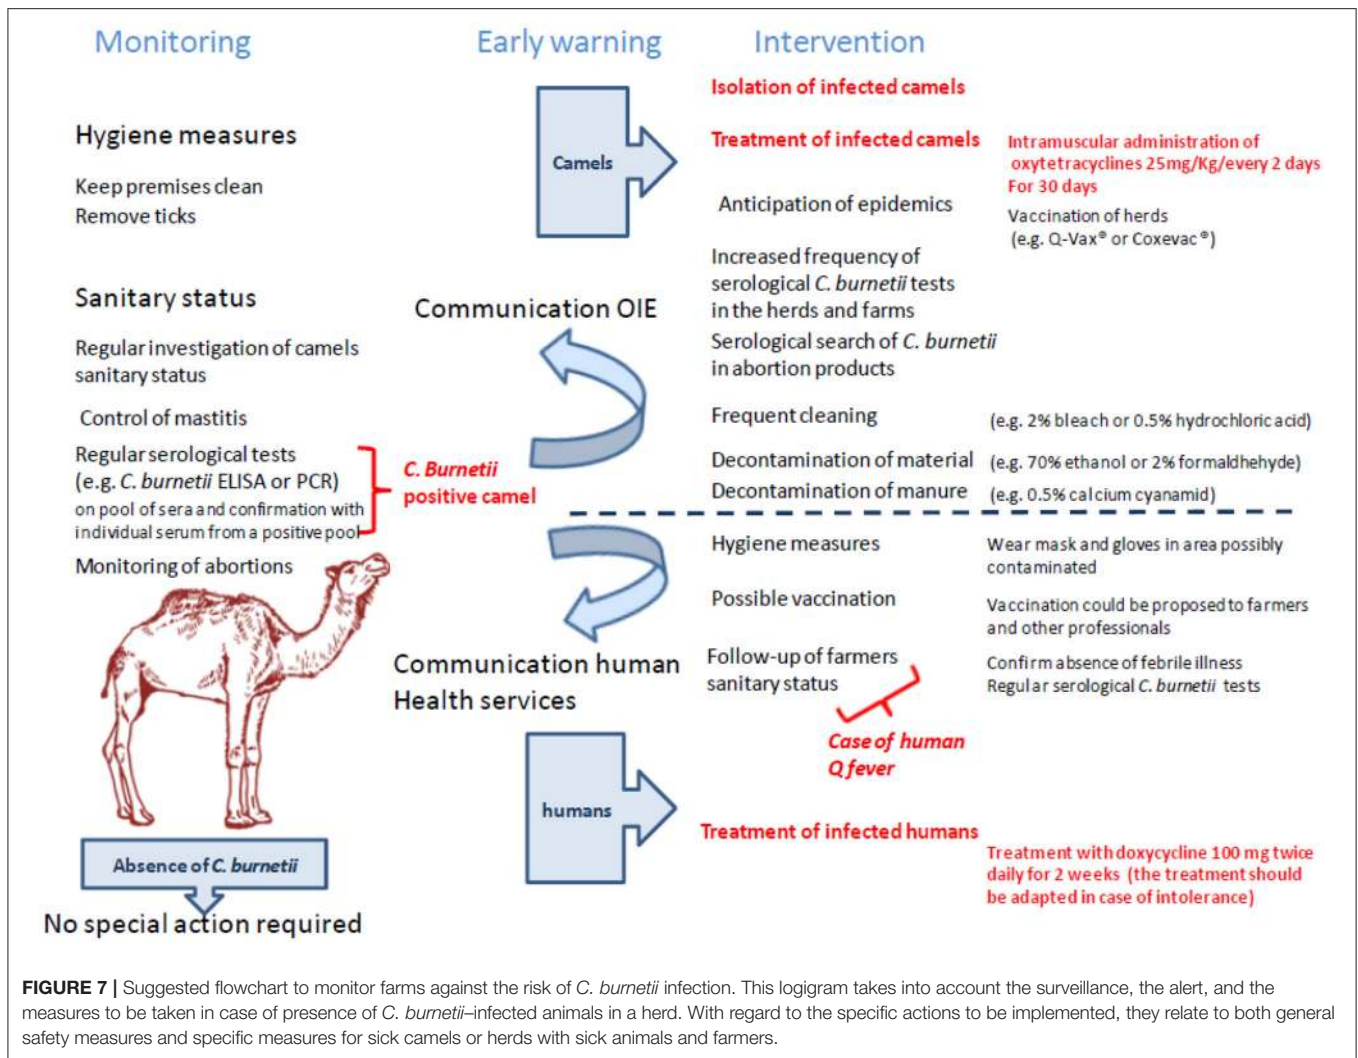 Monitoring
Early warning
Intervention
Hygiene measures
Keep premises clean
Remove ticks
Sanitary status
Regular investigation of camels
sanitary status
Control of mastitis
Regular serological tests
(e.g. C. burnetii ELISA or PCR)
on pool of sera and confirmation with
individual serum from a positive pool
Monitoring of abortions
Absence of C. burnetii
No special action required
C. Burnetii
positive camel
Camels
Communication OIE
Communication human
Health services
humans
Isolation of infected camels
Treatment of infected camels
Intramuscular administration of
oxytetracyclines 25mg/Kg/every 2 days
For 30 days
Anticipation of epidemics
Vaccination of herds
(e.g. Q-Vax® or Coxevac®)
Increased frequency of
serological C. burnetii tests
in the herds and farms
Serological search of C. burnetii
in abortion products
Frequent cleaning
(e.g. 2% bleach or 0.5% hydrochloric acid)
Decontamination of material
(e.g. 70% ethanol or 2% formaldhehyde)
Decontamination of manure
(e.g. 0.5% calcium cyanamid)
Hygiene measures
Wear mask and gloves in area possibly
contaminated
Possible vaccination
Vaccination could be proposed to farmers
and other professionals
Follow-up of farmers
sanitary status
Confirm absence of febrile illness
Regular serological C. burnetii tests
Case of human
Q fever
Treatment of infected humans
Treatment with doxycycline 100 mg twice
daily for 2 weeks (the treatment should
be adapted in case of intolerance)
FIGURE 7 | Suggested flowchart to monitor farms against the risk of C. burnetii infection. This logigram takes into account the surveillance, the alert, and the
measures to be taken in case of presence of C. burnetii–infected animals in a herd. With regard to the specific actions to be implemented, they relate to both general
safety measures and specific measures for sick camels or herds with sick animals and farmers.